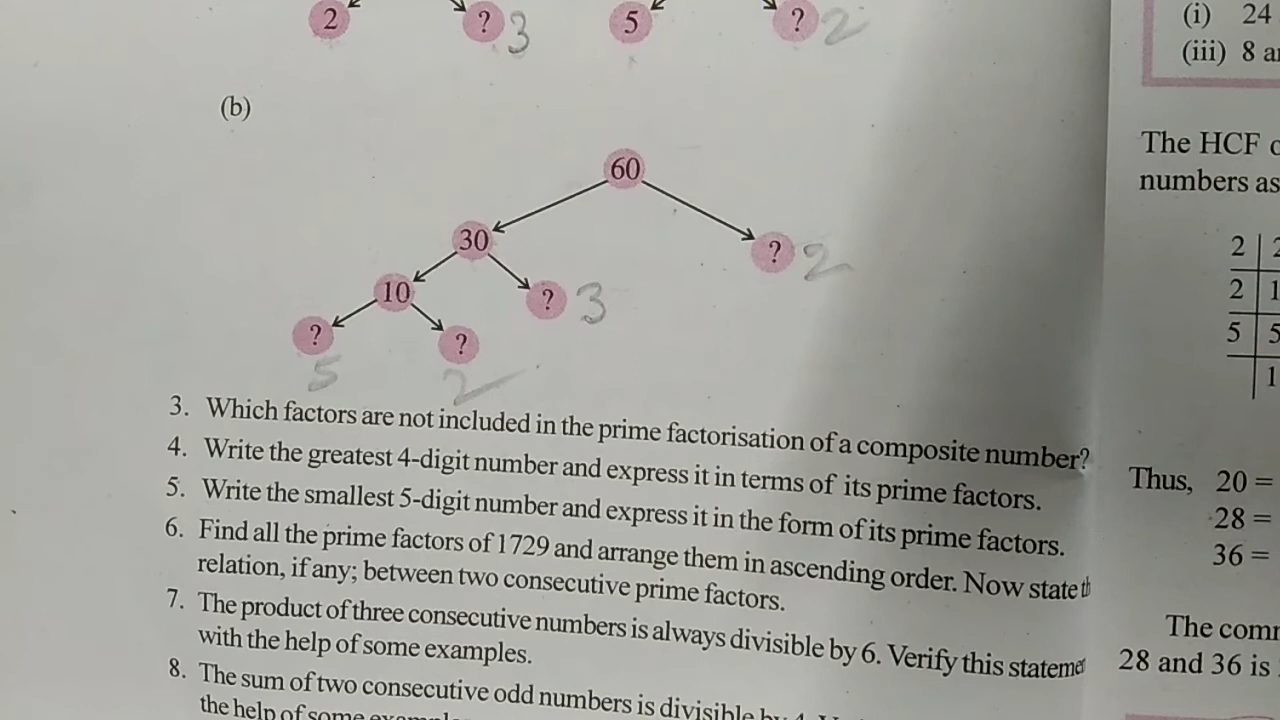 2 ? 3 5 ? 2
(b)
60
30 ? 2
10 ? 3
? ?
5 2
3. Which factors are not included in the prime factorisation of a composite number?
4. Write the greatest 4-digit number and express it in terms of its prime factors.
5. Write the smallest 5-digit number and express it in the form of its prime factors.
6. Find all the prime factors of 1729 and arrange them in ascending order. Now state
relation, if any; between two consecutive prime factors.
7. The product of three consecutive numbers is always divisible by 6. Verify this
with the help of some examples.
8. The sum of two consecutive odd numbers is divisible by 4.
the help of some
(i) 24
(iii) 8
The HCF
numbers as
2
2 1
5 5
1
Thus, 20 =
28 =
36 =
The
28 and 36 is